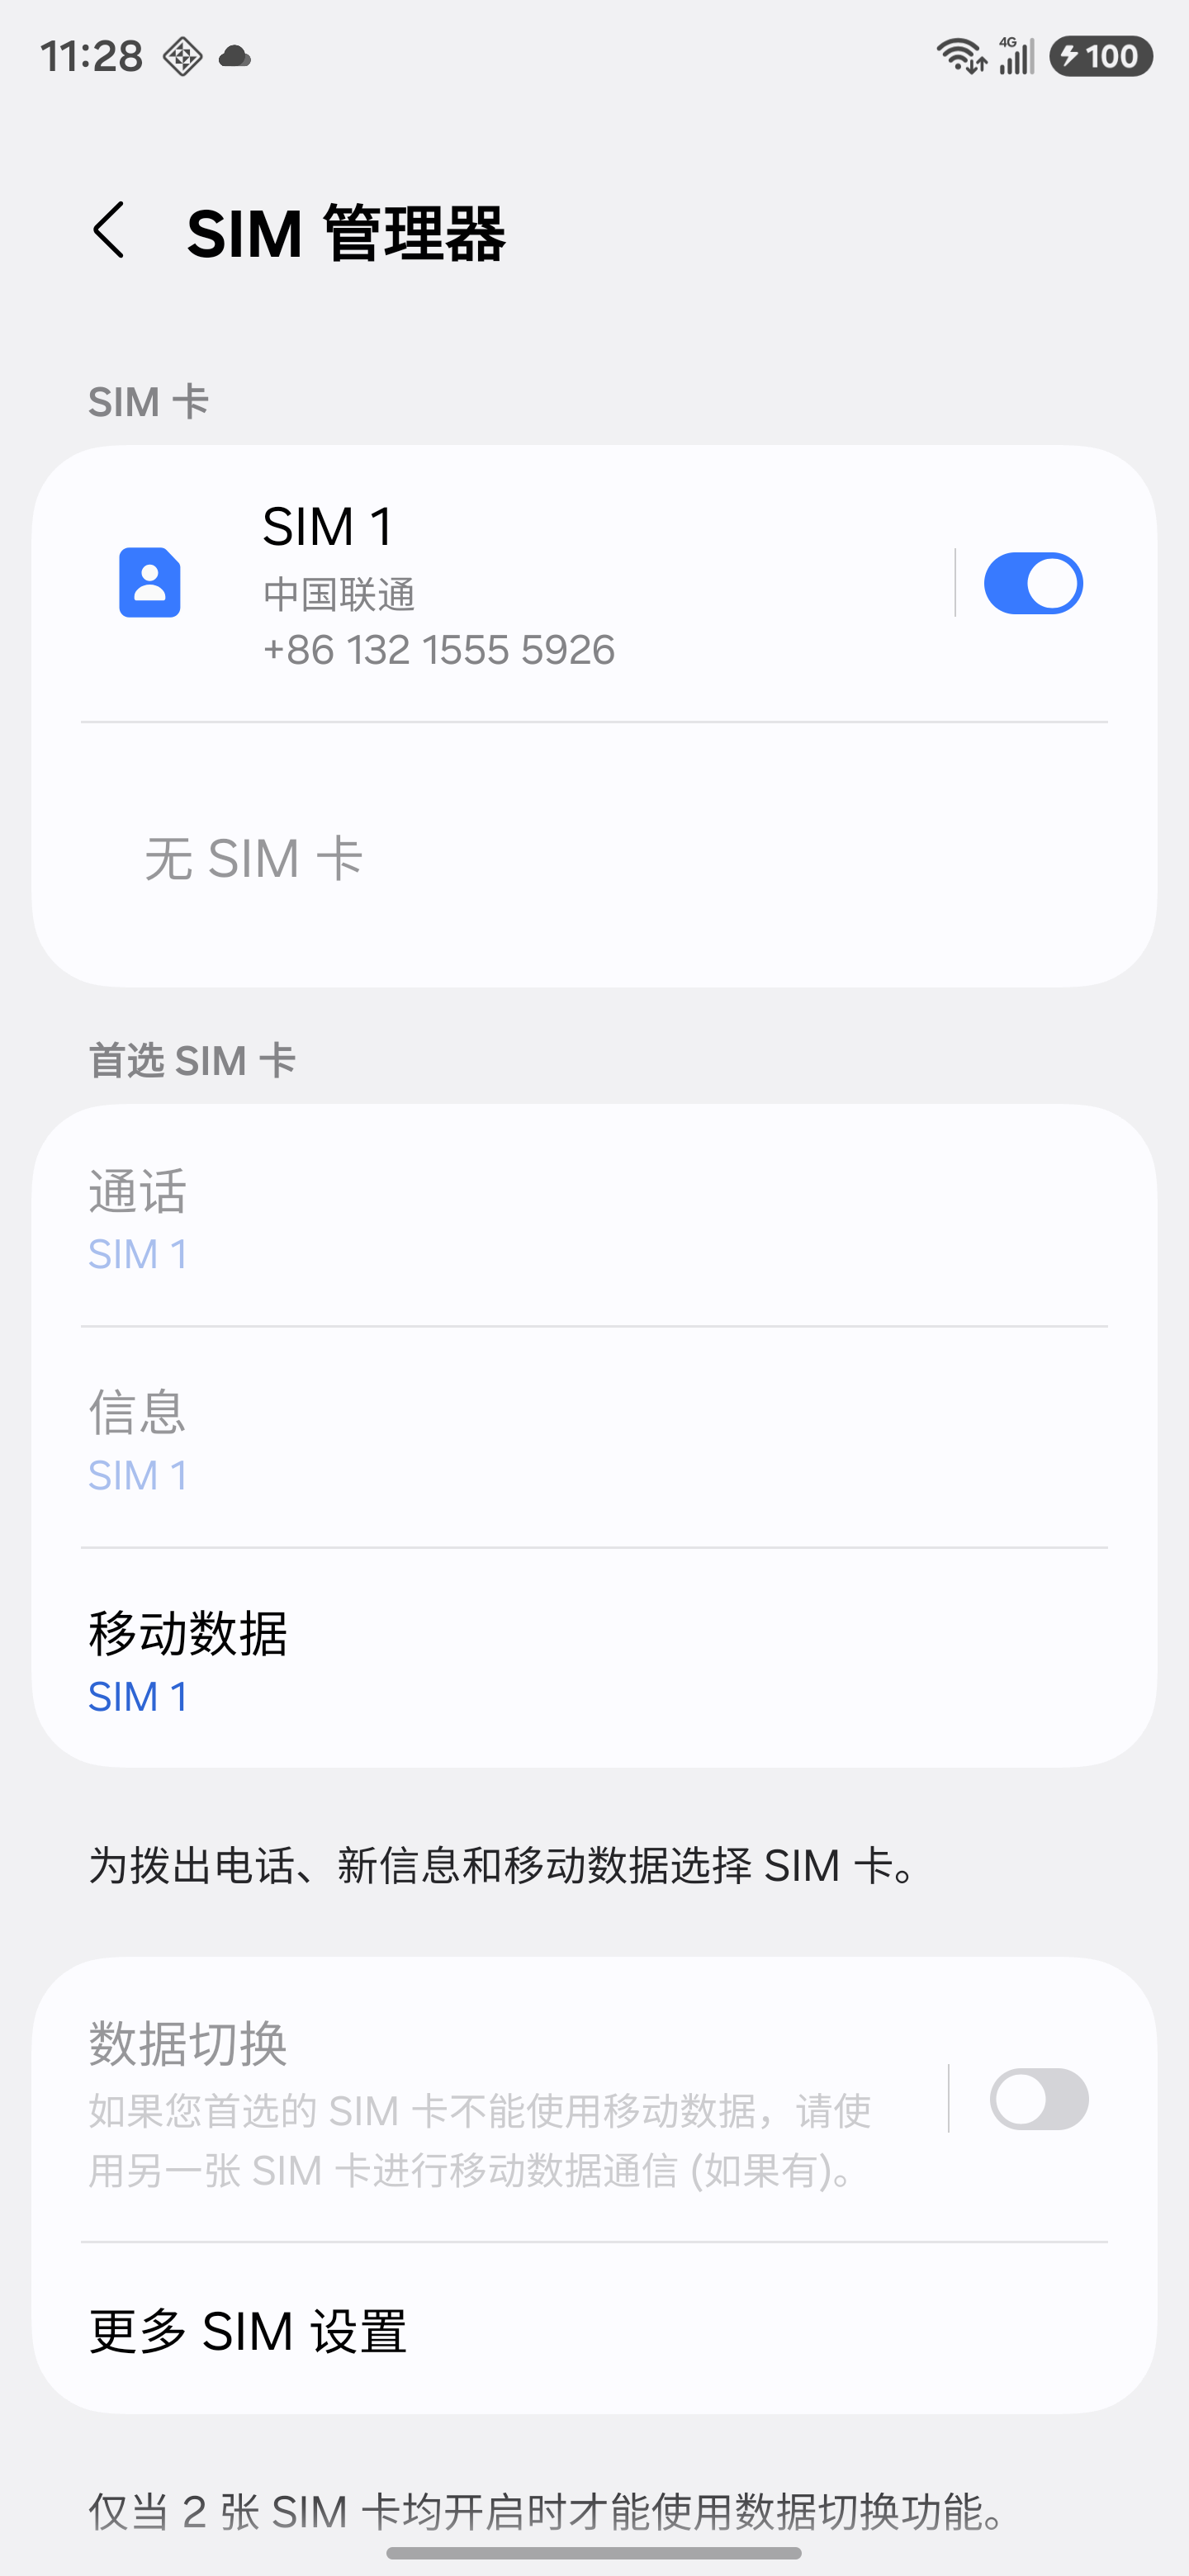 11:28
4G
100
SIM 管理器
SIM 卡
SIM 1
中国联通
+86 132 1555 5926
无 SIM 卡
首选 SIM 卡
通话
SIM 1
信息
SIM 1
移动数据
SIM 1
为拨出电话、新信息和移动数据选择 SIM 卡。
数据切换
如果您首选的 SIM 卡不能使用移动数据，请使
用另一张 SIM 卡进行移动数据通信 (如果有)。
更多 SIM 设置
仅当 2 张 SIM 卡均开启时才能使用数据切换功能。